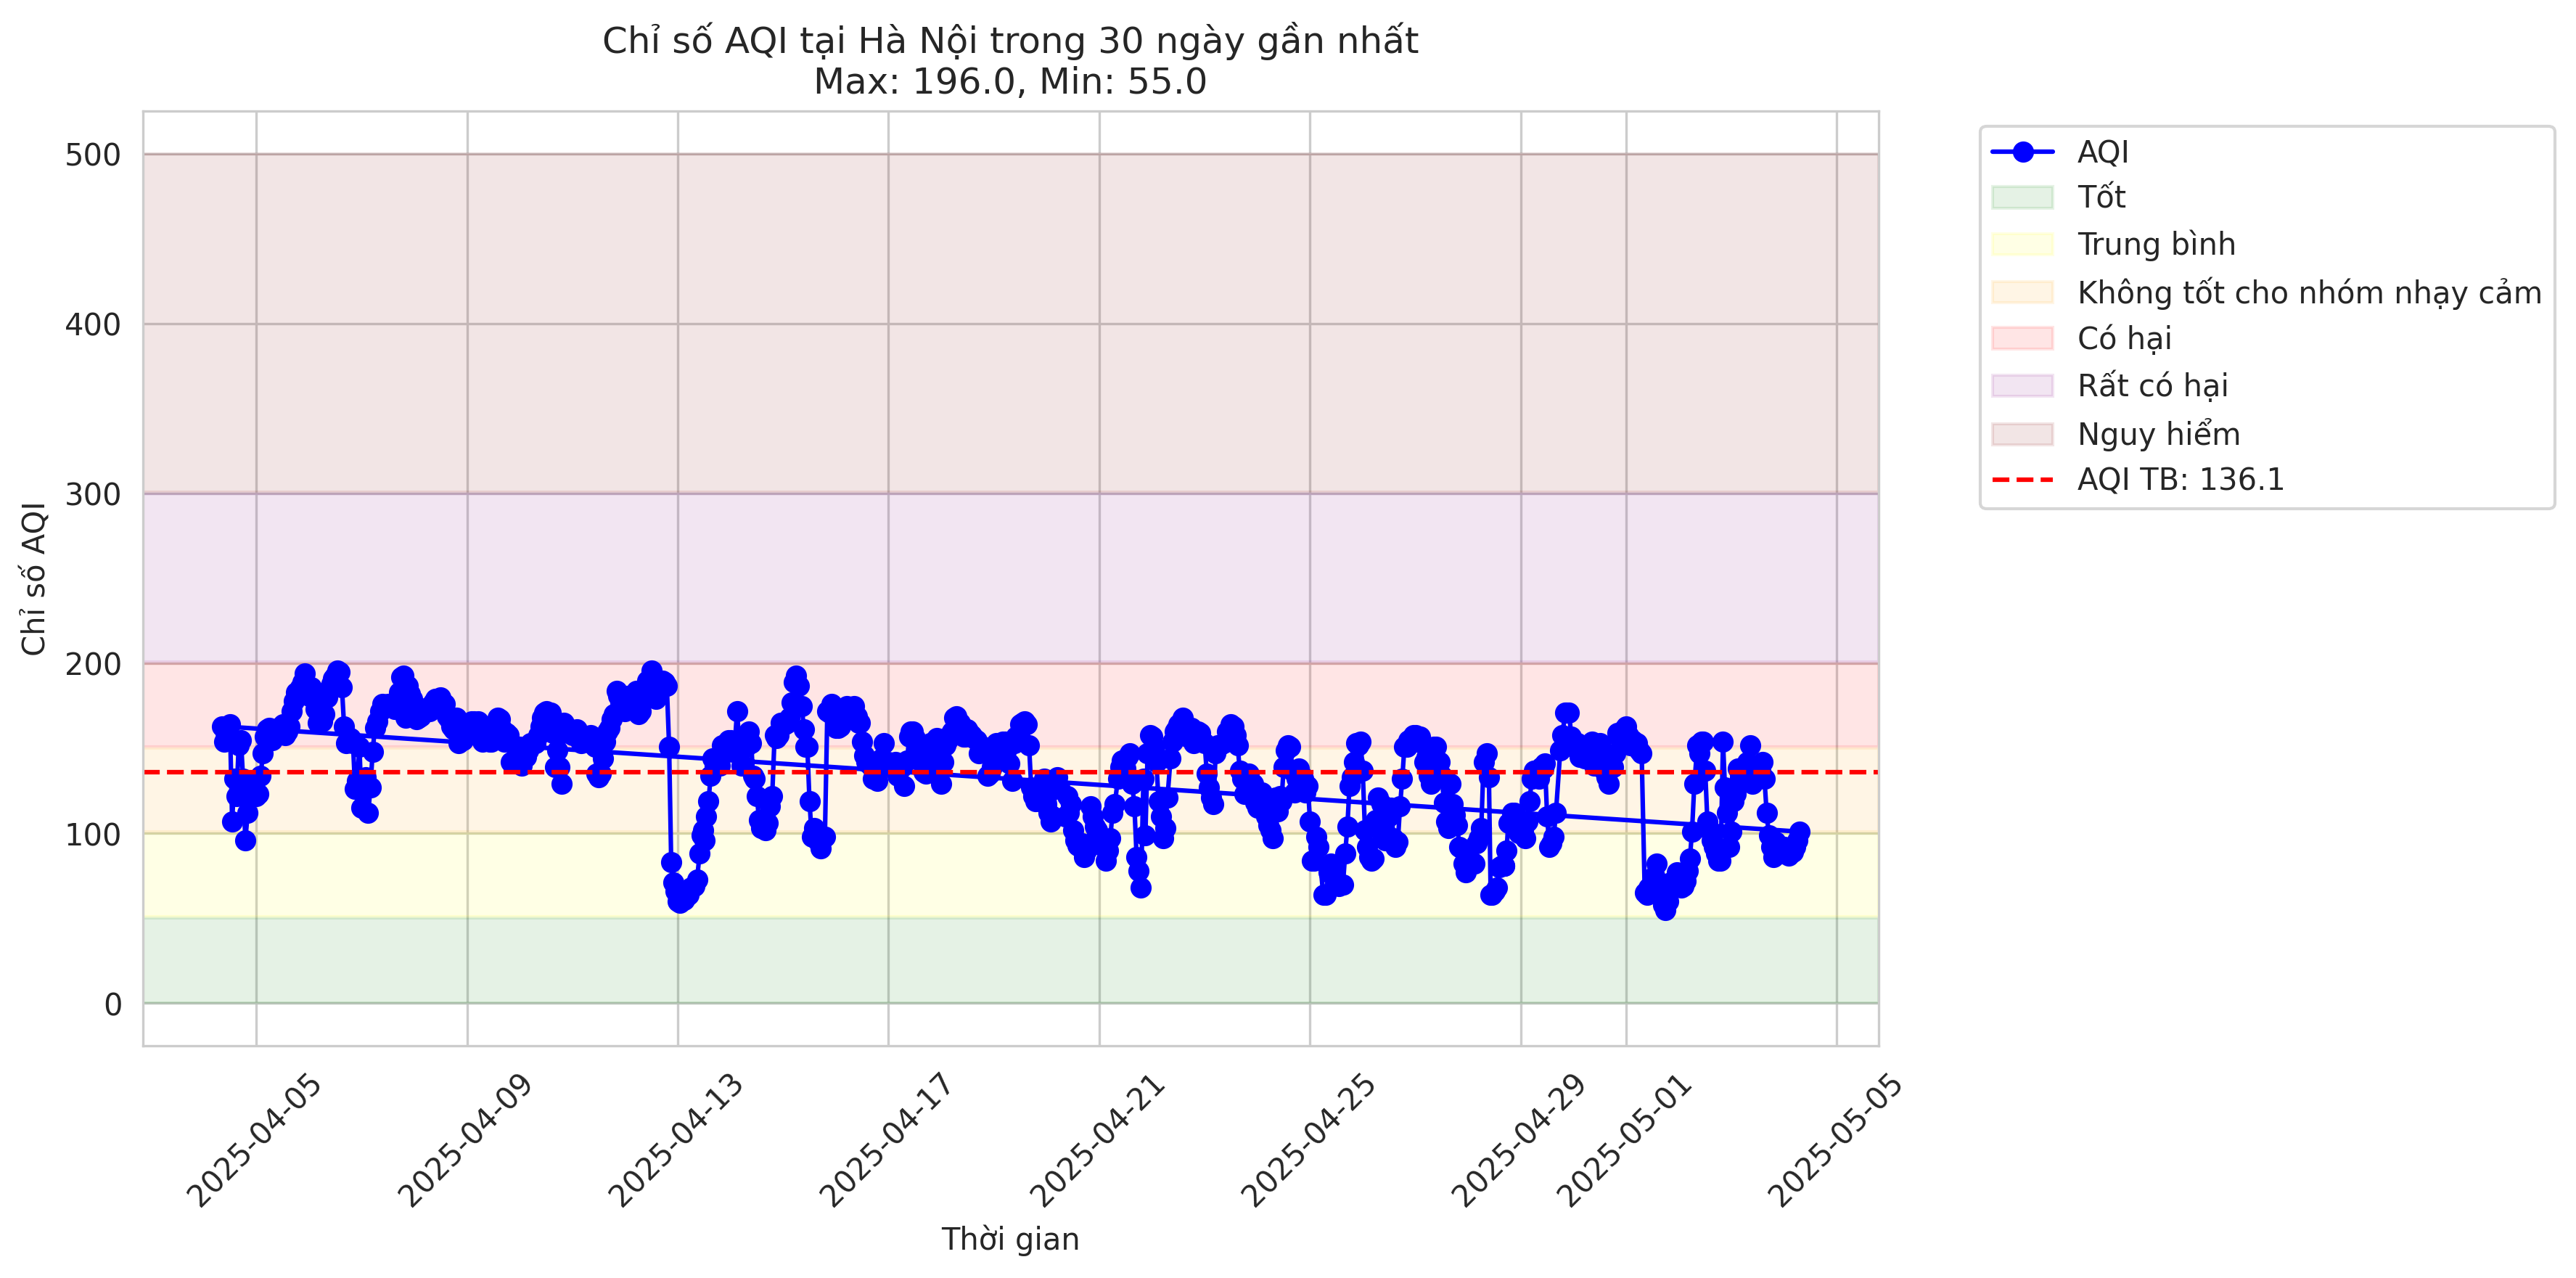 Chỉ số AQI tại Hà Nội trong 30 ngày gần nhất
Max: 196.0, Min: 55.0
Chỉ số AQI
500
400
300
200
100
0
2025-04-05
2025-04-09
2025-04-13
2025-04-17
2025-04-21
2025-04-25
2025-04-29
2025-05-01
2025-05-05
Thời gian
AQI
Tốt
Trung bình
Không tốt cho nhóm nhạy cảm
Có hại
Rất có hại
Nguy hiểm
AQI TB: 136.1